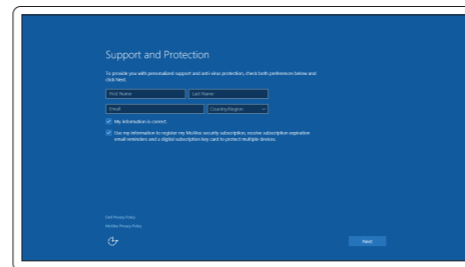 Support and Protection
To provide you with personalized support and anti-virus protection, check both preferences below and
click Next.
First Name
Last Name
Email
Country/Region
My information is correct.
Use my information to register my McAfee security subscription, receive subscription expiration
email reminders and a digital subscription key card to protect multiple devices.
Dell Privacy Policy
McAfee Privacy Policy
Next